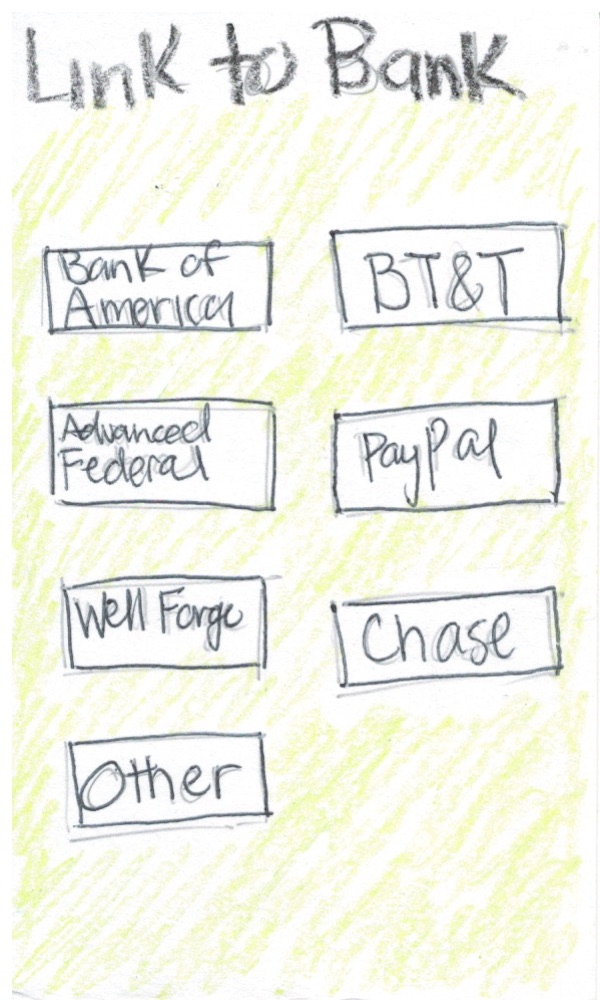 Link to Bank
Bank of
America
BT&T
Advanced
Federal
PayPal
Well Forge
Chase
Other